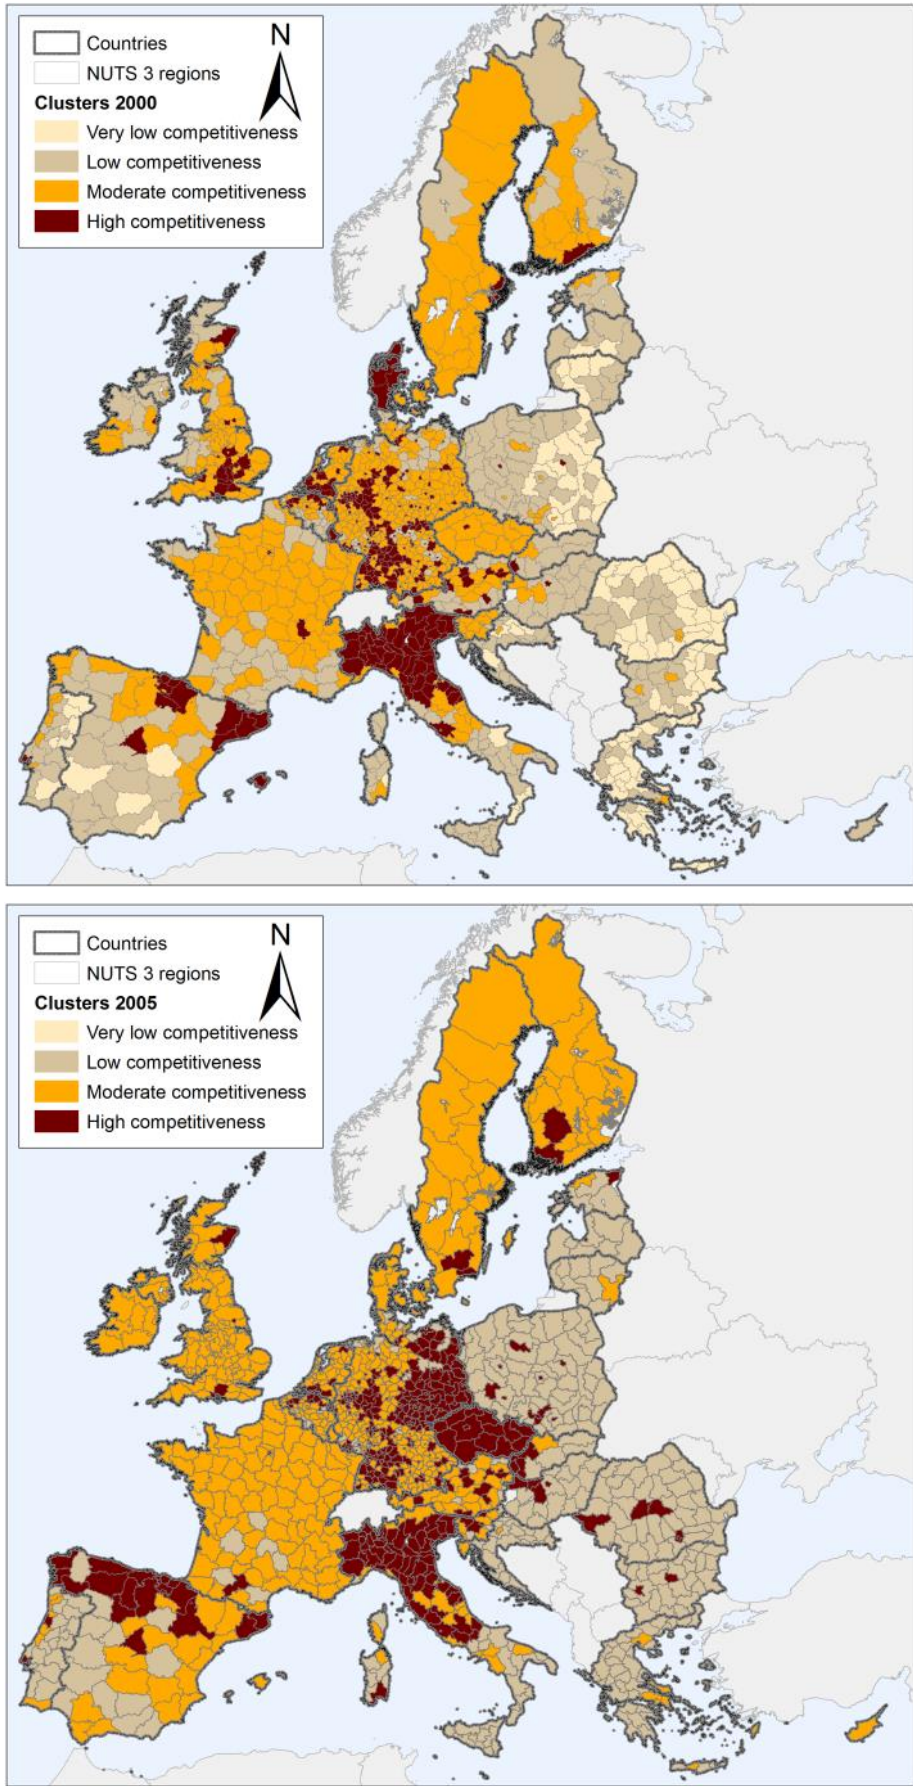 Countries
N
NUTS 3 regions
Clusters 2000
Very low competitiveness
Low competitiveness
Moderate competitiveness
High competitiveness
Countries
N
NUTS 3 regions
Clusters 2005
Very low competitiveness
Low competitiveness
Moderate competitiveness
High competitiveness